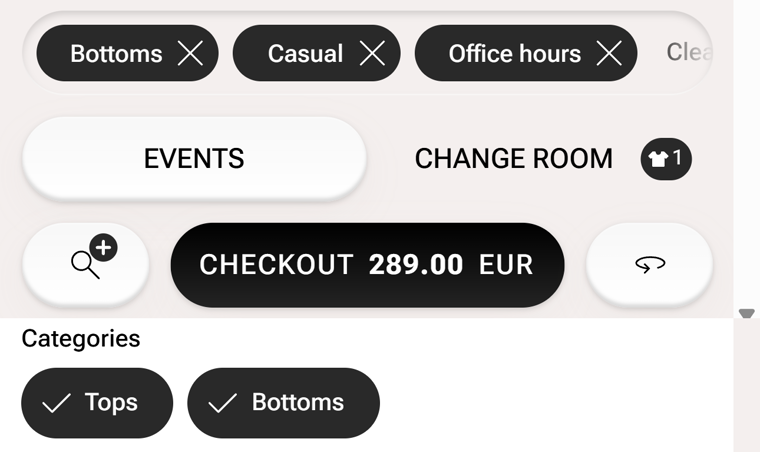 Bottoms Casual Office hours
EVENTS CHANGE ROOM 1
CHECKOUT 289.00 EUR
Categories
Tops Bottoms